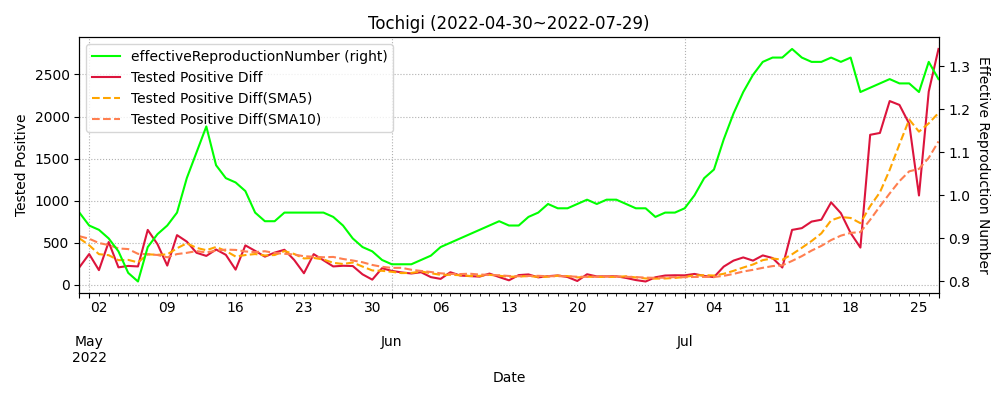 Tochigi (2022-04-30~2022-07-29)
effectiveReproductionNumber (right)
Tested Positive Diff
Tested Positive Diff(SMA5)
Tested Positive Diff(SMA10)
Tested Positive
2500
2000
1500
1000
500
0
Effective Reproduction Number
1.3
1.2
1.1
1.0
0.9
0.8
02 09 16 23 30 06 13 20 27 04 11 18 25
May Jun Jul
2022
Date